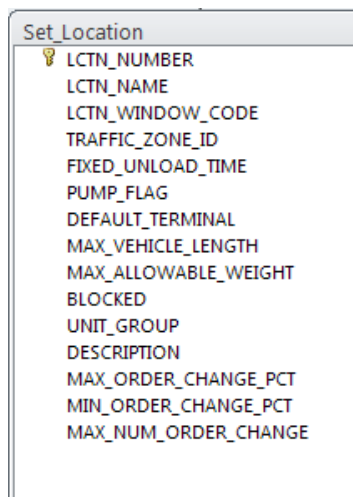 Set_Location
LCTN_NUMBER
LCTN_NAME
LCTN_WINDOW_CODE
TRAFFIC_ZONE_ID
FIXED_UNLOAD_TIME
PUMP_FLAG
DEFAULT_TERMINAL
MAX_VEHICLE_LENGTH
MAX_ALLOWABLE_WEIGHT
BLOCKED
UNIT_GROUP
DESCRIPTION
MAX_ORDER_CHANGE_PCT
MIN_ORDER_CHANGE_PCT
MAX_NUM_ORDER_CHANGE